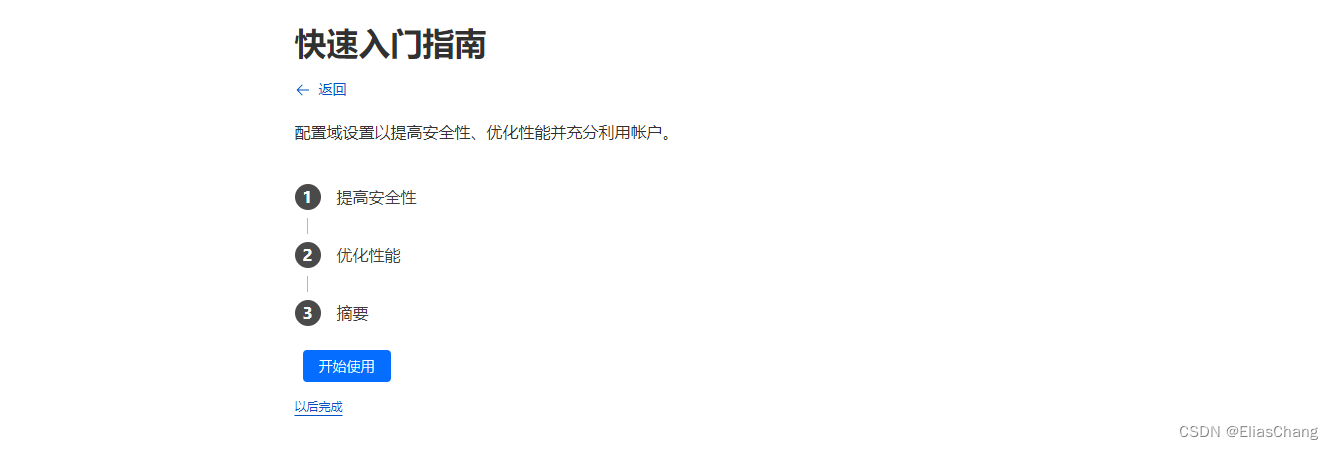 快速入门指南
← 返回
配置域设置以提高安全性、优化性能并充分利用帐户。
1 提高安全性
2 优化性能
3 摘要
开始使用
以后完成
CSDN @EliasChang